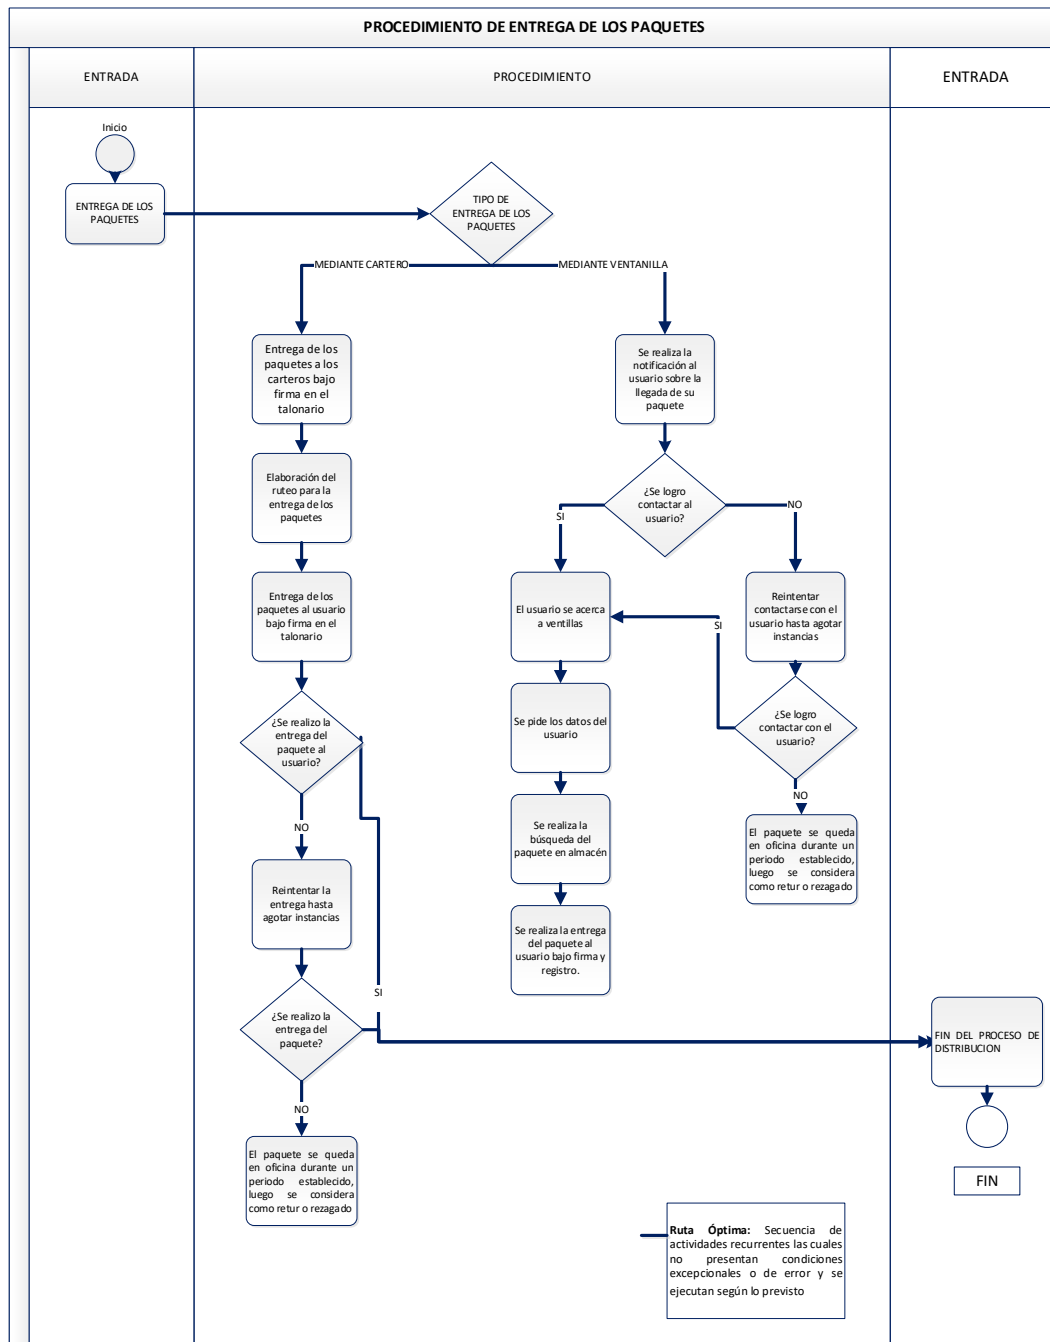 PROCEDIMIENTO DE ENTREGA DE LOS PAQUETES
ENTRADA
PROCEDIMIENTO
ENTRADA
Inicio
ENTREGA DE LOS
PAQUETES
TIPO DE
ENTREGA DE LOS
PAQUETES
MEDIANTE CARTERO
MEDIANTE VENTANILLA
Entrega de los
paquetes a los
carteros bajo
firma en el
talonario
Se realiza la
notificación al
usuario sobre la
llegada de su
paquete
Elaboración del
ruteo para la
entrega de los
paquetes
¿Se logro
contactar al
usuario?
SI
NO
Entrega de los
paquetes al usuario
bajo firma en el
talonario
El usuario se acerca
a ventillas
Reintentar
contactarse con el
usuario hasta agotar
instancias
SI
¿Se realizo la
entrega del
paquete al
usuario?
Se pide los datos del
usuario
¿Se logro
contactar con el
usuario?
NO
NO
Se realiza la
búsqueda del
paquete en almacén
El paquete se queda
en oficina durante un
periodo establecido,
luego se considera
como retur o rezagado
Reintentar la
entrega hasta
agotar instancias
Se realiza la entrega
del paquete al
usuario bajo firma y
registro.
SI
¿Se realizo la
entrega del
paquete?
FIN DEL PROCESO DE
DISTRIBUCION
NO
El paquete se queda
en oficina durante un
periodo establecido,
luego se considera
como retur o rezagado
FIN
Ruta Óptima: Secuencia de
actividades recurrentes las cuales
no presentan condiciones
excepcionales o de error y se
ejecutan según lo previsto